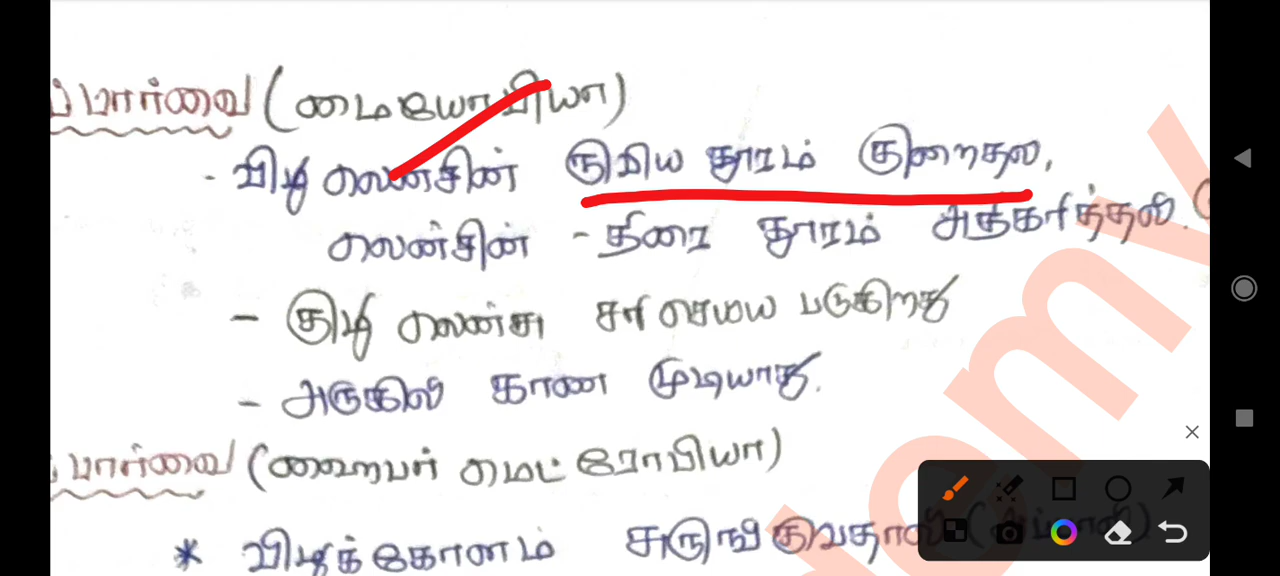 ப்பார்வை (மையோபியா)
- விழி லென்சின் குவிய தூரம் குறைதல்,
லென்சின் - திரை தூரம் அதிகரித்தல்.
- குழி லென்சு சரி செய்ய படுகிறது
- அருகில் காண முடியாது.
பார்வை (ஹைபர் மைட்ரோபியா)
* விழிக்கோளம் சுருங்குவதால்